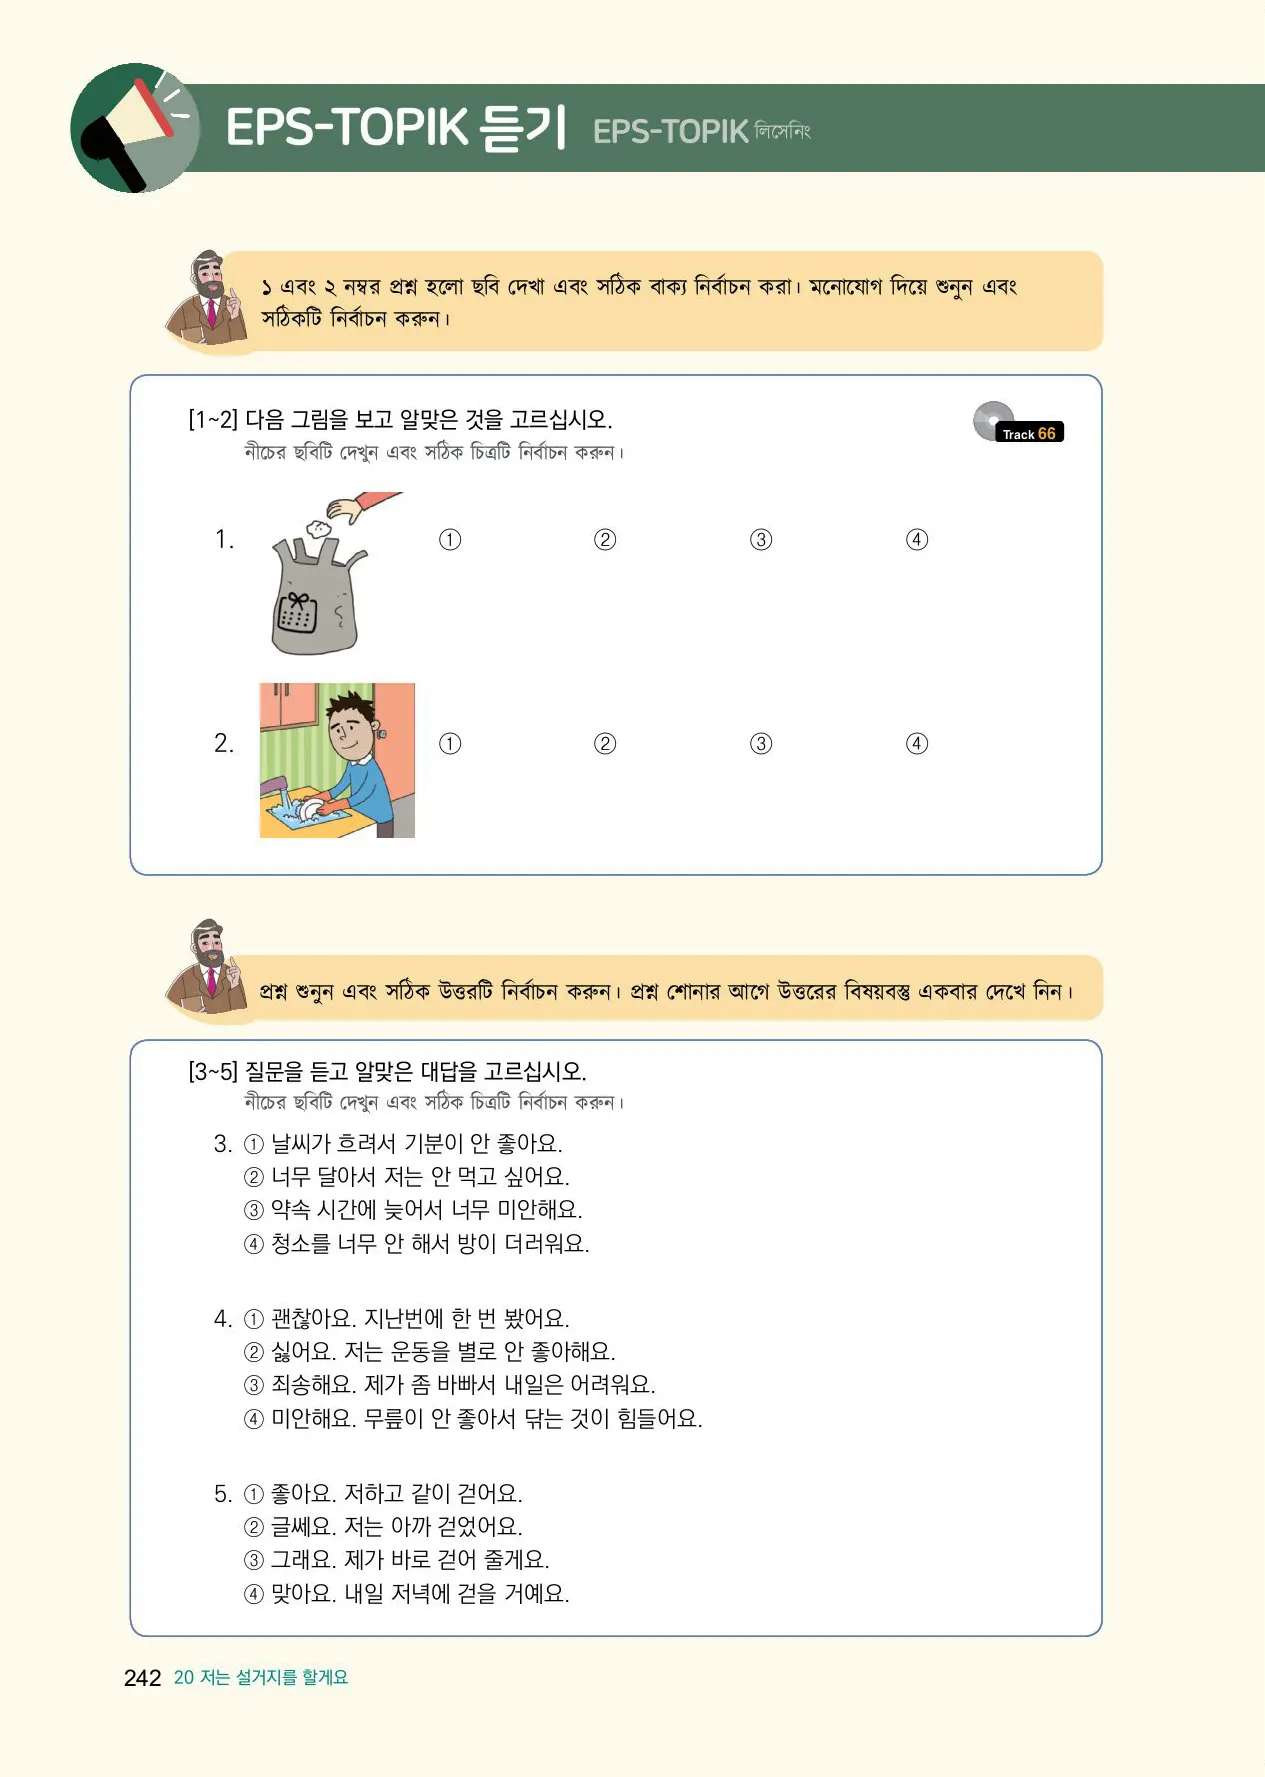 EPS-TOPIK 듣기 EPS-TOPIK লিসেনিং
১ এবং ২ নম্বর প্রশ্ন হলো ছবি দেখা এবং সঠিক বাক্য নির্বাচন করা। মনোযোগ দিয়ে শুনুন এবং
সঠিকটি নির্বাচন করুন।
[1~2] 다음 그림을 보고 알맞은 것을 고르십시오.
Track 66
নীচের ছবিটি দেখুন এবং সঠিক চিত্রটি নির্বাচন করুন।
1. ① ② ③ ④
2. ① ② ③ ④
প্রশ্ন শুনুন এবং সঠিক উত্তরটি নির্বাচন করুন। প্রশ্ন শোনার আগে উত্তরের বিষয়বস্তু একবার দেখে নিন।
[3~5] 질문을 듣고 알맞은 대답을 고르십시오.
নীচের ছবিটি দেখুন এবং সঠিক চিত্রটি নির্বাচন করুন।
3. ① 날씨가 흐려서 기분이 안 좋아요.
② 너무 달아서 저는 안 먹고 싶어요.
③ 약속 시간에 늦어서 너무 미안해요.
④ 청소를 너무 안 해서 방이 더러워요.
4. ① 괜찮아요. 지난번에 한 번 봤어요.
② 싫어요. 저는 운동을 별로 안 좋아해요.
③ 죄송해요. 제가 좀 바빠서 내일은 어려워요.
④ 미안해요. 무릎이 안 좋아서 닦는 것이 힘들어요.
5. ① 좋아요. 저하고 같이 걷어요.
② 글쎄요. 저는 아까 걷었어요.
③ 그래요. 제가 바로 걷어 줄게요.
④ 맞아요. 내일 저녁에 걷을 거예요.
242 20 저는 설거지를 할게요